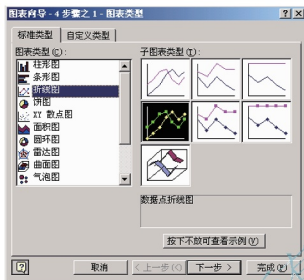 图表向导 - 4 步骤之 1 - 图表类型
标准类型
自定义类型
图表类型(C):
子图表类型(T):
柱形图
条形图
折线图
饼图
XY 散点图
面积图
圆环图
雷达图
曲面图
气泡图
数据点折线图
按下不放可查看示例(V)
取消
< 上一步(B)
下一步 >
完成(F)